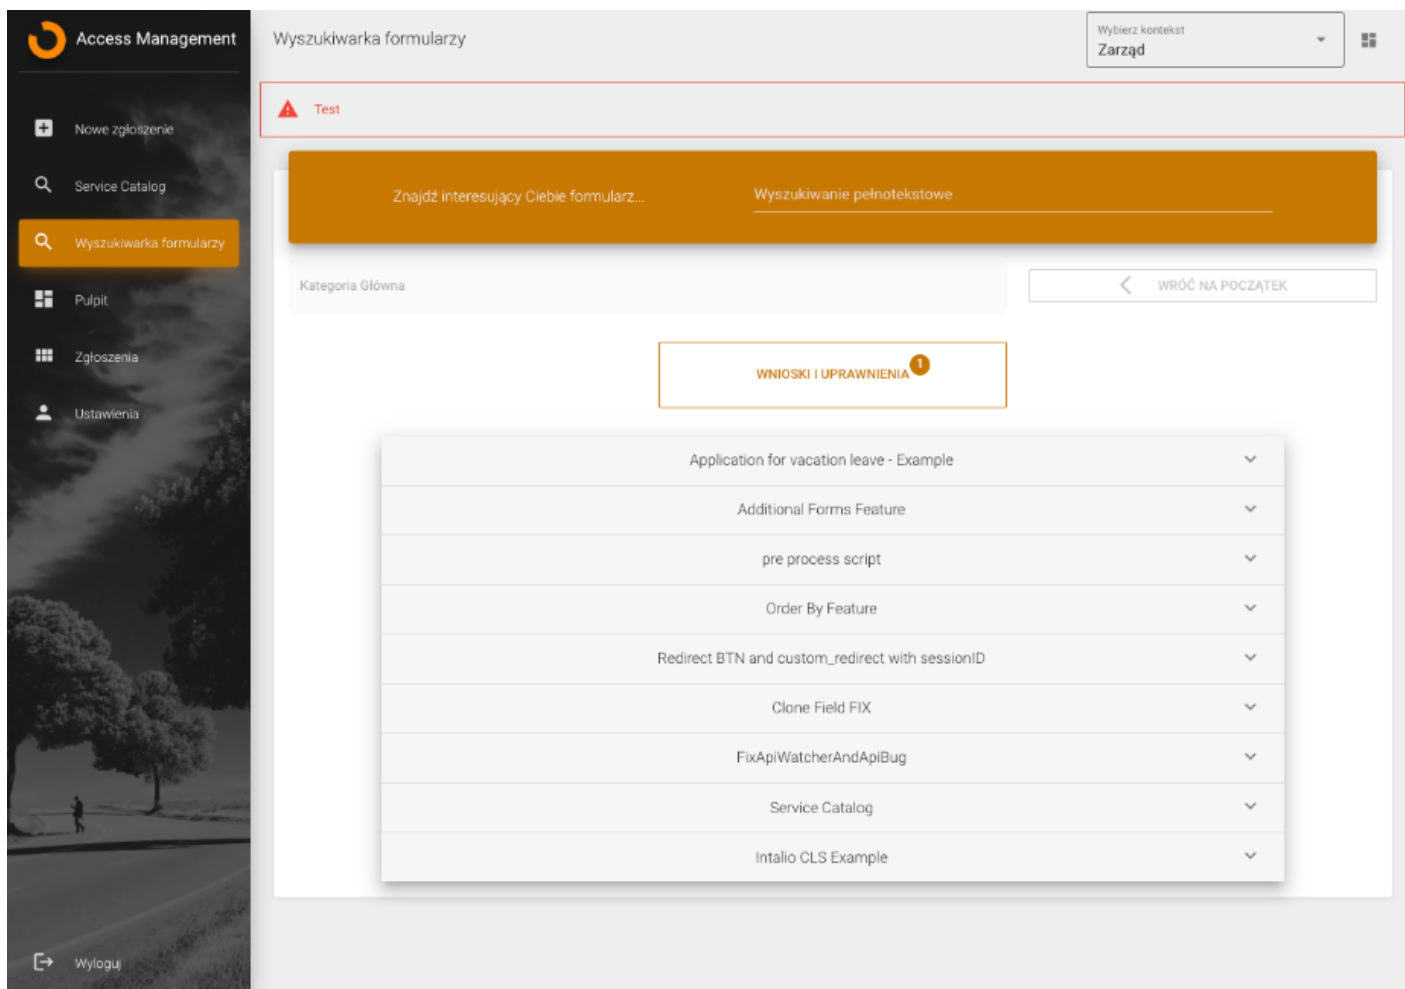 Access Management
Nowe zgłoszenie
Service Catalog
Wyszukiwarka formularzy
Pulpit
Zgłoszenia
Ustawienia
Wyloguj
Wyszukiwarka formularzy
Wybierz kontekst
Zarząd
Test
Znajdź interesujący Ciebie formularz...
Wyszukiwanie pełnotekstowe
Kategoria Główna
WRÓĆ NA POCZĄTEK
WNIOSKI I UPRAWNIENIA 1
Application for vacation leave - Example
Additional Forms Feature
pre process script
Order By Feature
Redirect BTN and custom_redirect with sessionID
Clone Field FIX
FixApiWatcherAndApiBug
Service Catalog
Intalio CLS Example